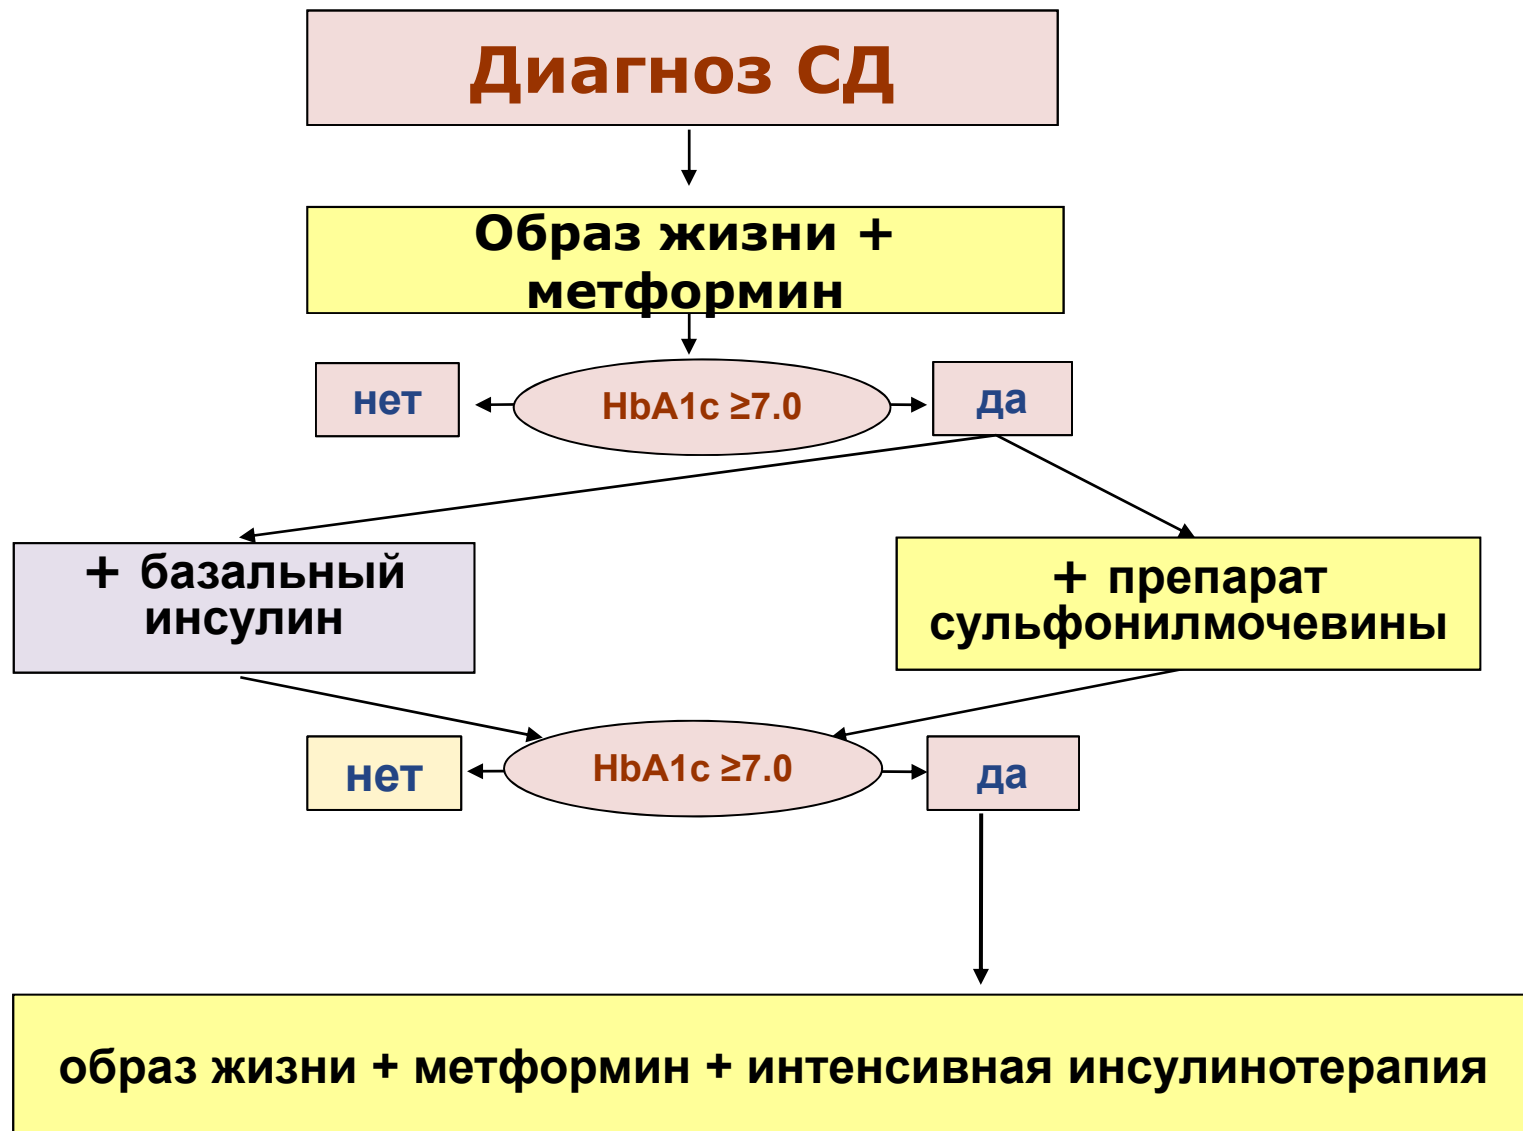 Диагноз СД
Образ жизни +
метформин
нет
HbA1c ≥7.0
да
+ базальный
инсулин
+ препарат
сульфонилмочевины
нет
HbA1c ≥7.0
да
образ жизни + метформин + интенсивная инсулинотерапия